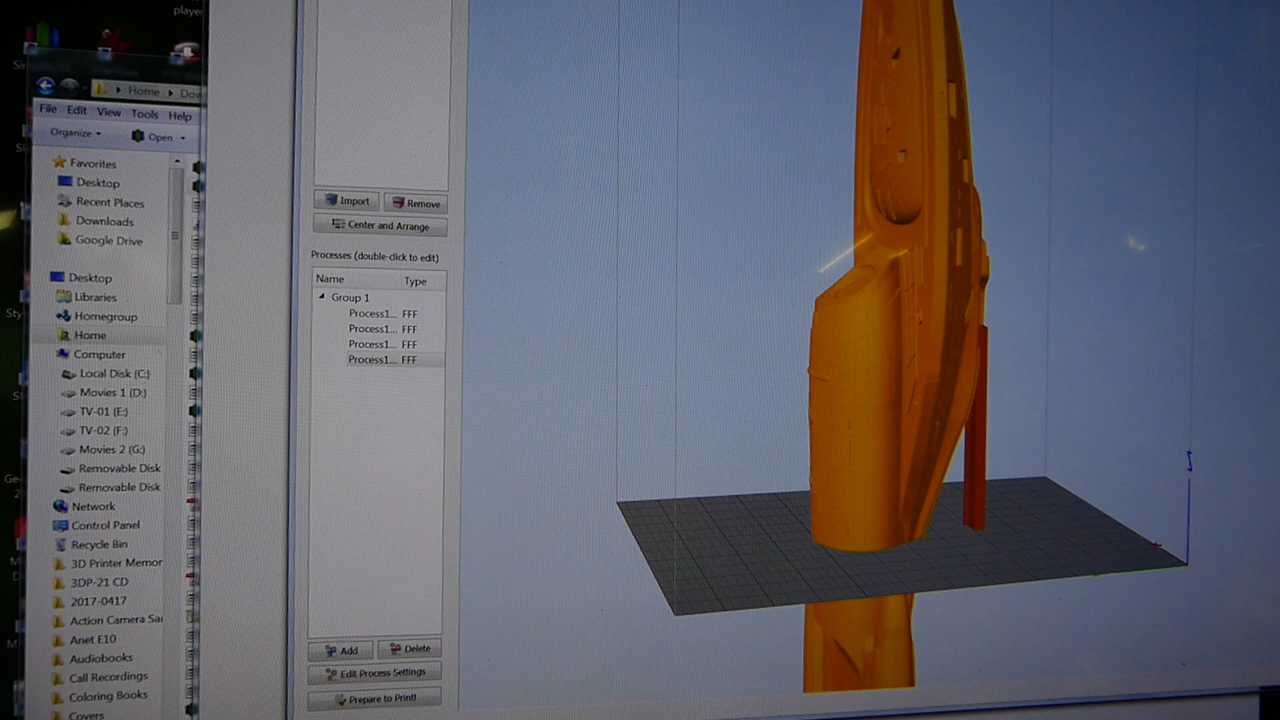 player
Home
File Edit View Tools Help
Organize
Open
Favorites
Desktop
Recent Places
Downloads
Google Drive
Desktop
Libraries
Homegroup
Home
Computer
Local Disk (C:)
Movies 1 (D:)
TV-01 (E:)
TV-02 (F:)
Movies 2 (G:)
Removable Disk
Removable Disk
Network
Control Panel
Recycle Bin
3D Printer Memor
3DP-21 CD
2017-0417
Action Camera Sa
Anet E10
Audiobooks
Call Recordings
Coloring Books
Covers
Import
Remove
Center and Arrange
Processes (double-click to edit)
Name Type
Group 1
Process1... FFF
Process1... FFF
Process1... FFF
Process1... FFF
Add
Delete
Edit Process Settings
Prepare to Print!